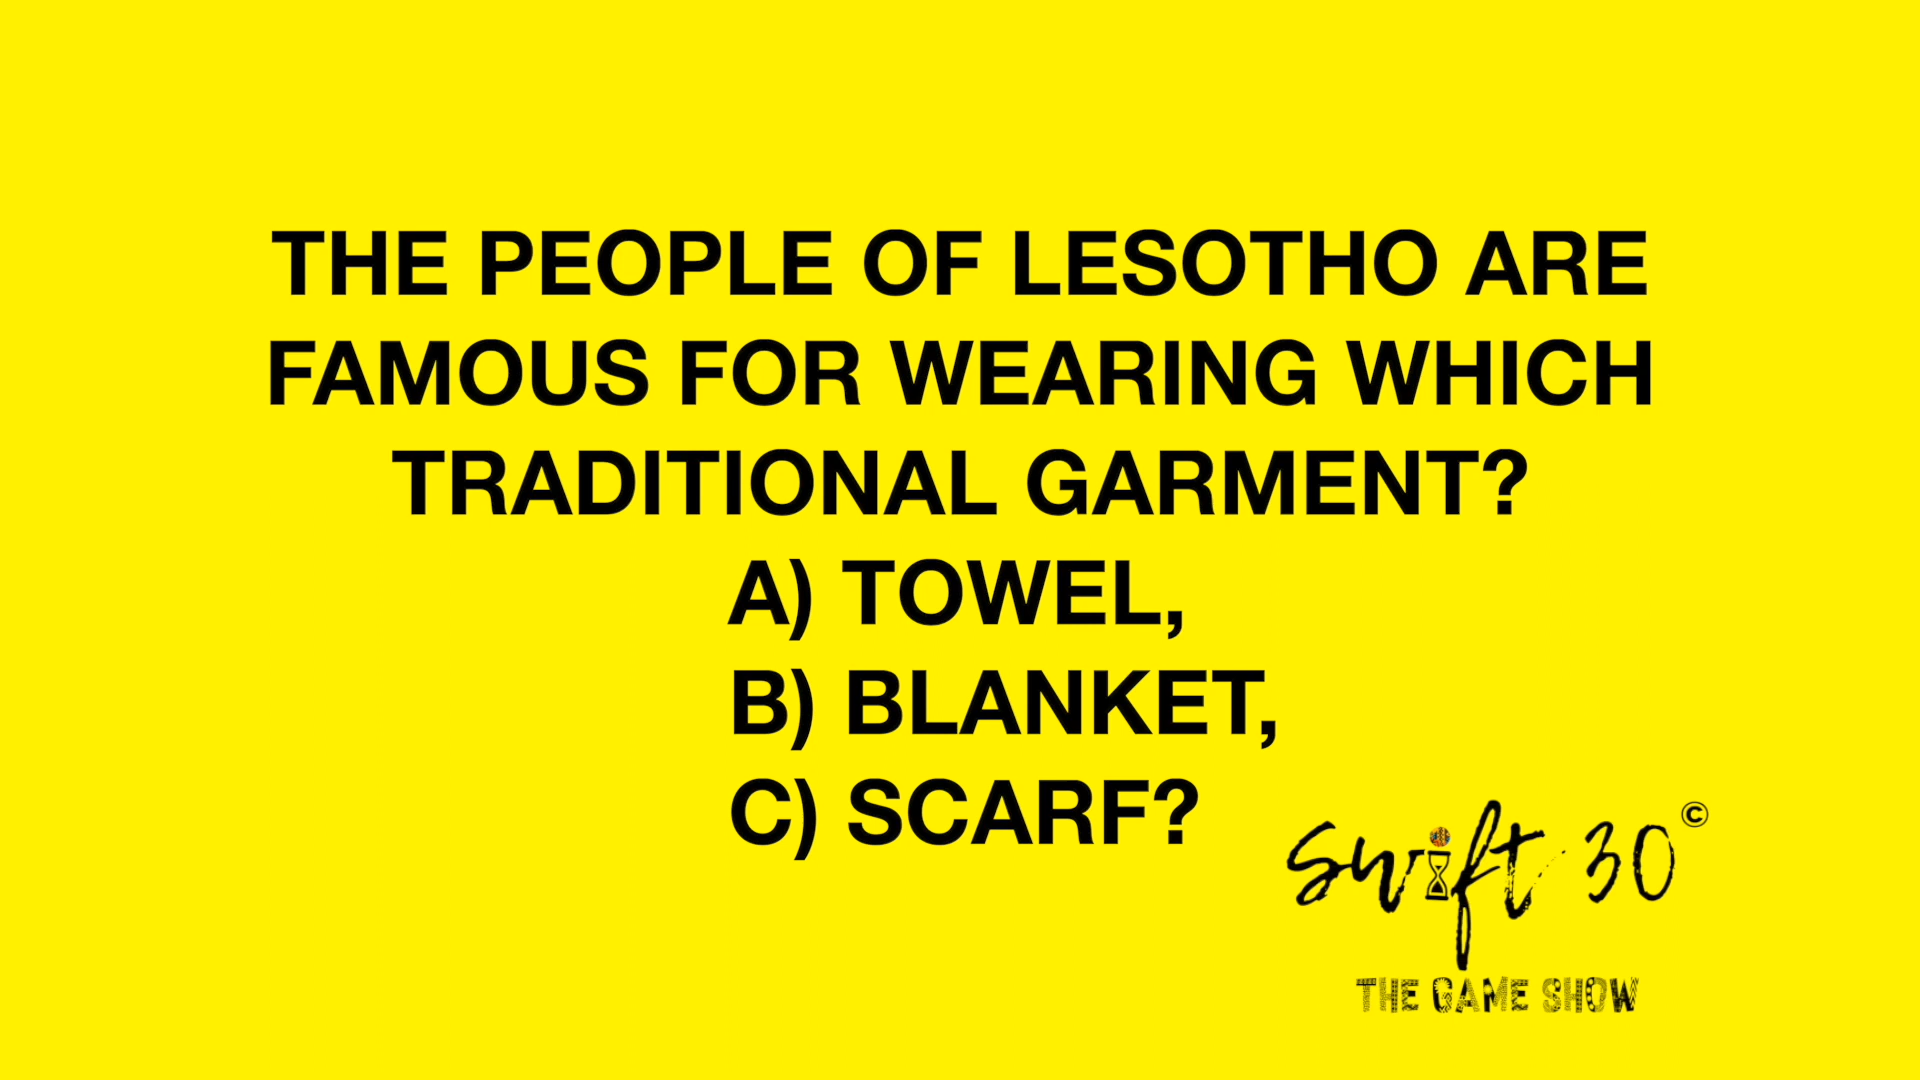 THE PEOPLE OF LESOTHO ARE
FAMOUS FOR WEARING WHICH
TRADITIONAL GARMENT?
A) TOWEL,
B) BLANKET,
C) SCARF?
swift 30©
THE GAME SHOW